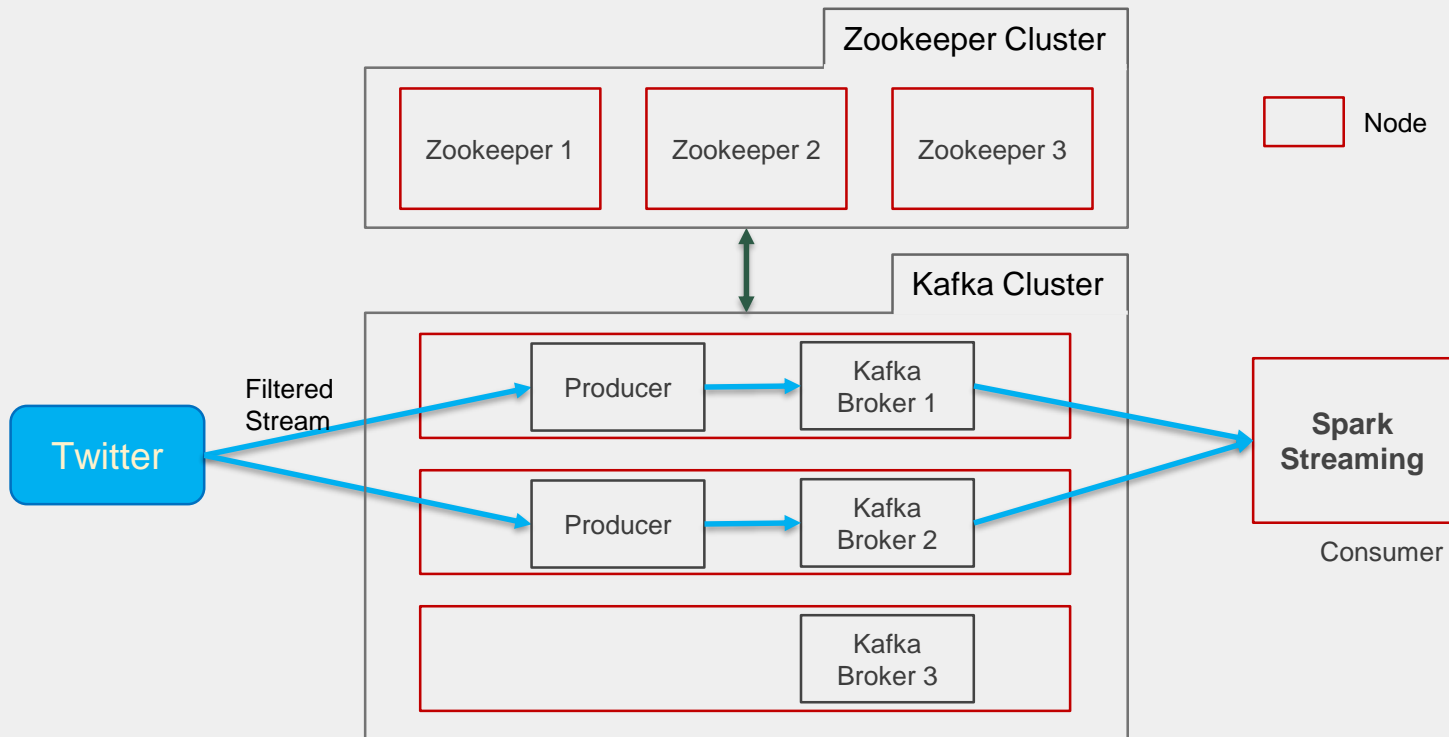 Zookeeper Cluster
Zookeeper 1
Zookeeper 2
Zookeeper 3
Node
Kafka Cluster
Filtered
Stream
Twitter
Producer
Kafka
Broker 1
Producer
Kafka
Broker 2
Kafka
Broker 3
Spark
Streaming
Consumer